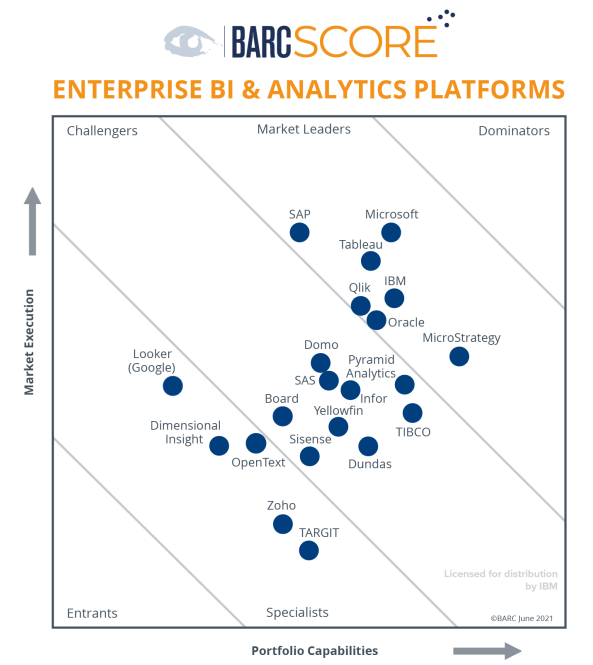 BARCSCORE
ENTERPRISE BI & ANALYTICS PLATFORMS
Challengers
Market Leaders
Dominators
SAP
Microsoft
Tableau
IBM
Qlik
Oracle
MicroStrategy
Domo
Looker
(Google)
Pyramid
Analytics
SAS
Infor
Board
Yellowfin
Dimensional
Insight
Sisense
TIBCO
OpenText
Dundas
Zoho
TARGIT
Licensed for distribution
by IBM
Entrants
Specialists
©BARC June 2021
Market Execution
Portfolio Capabilities